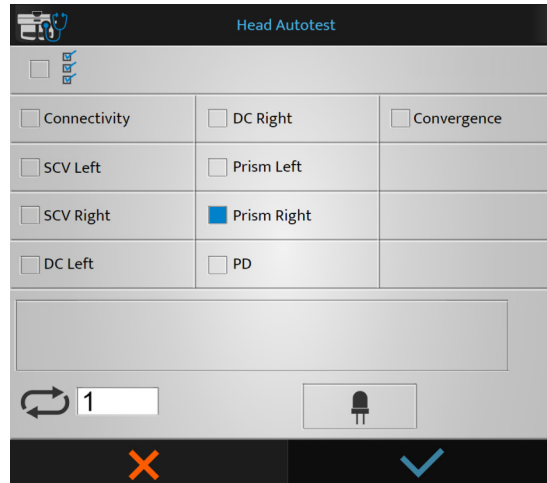 Head Autotest
Connectivity
DC Right
Convergence
SCV Left
Prism Left
SCV Right
Prism Right
DC Left
PD
1